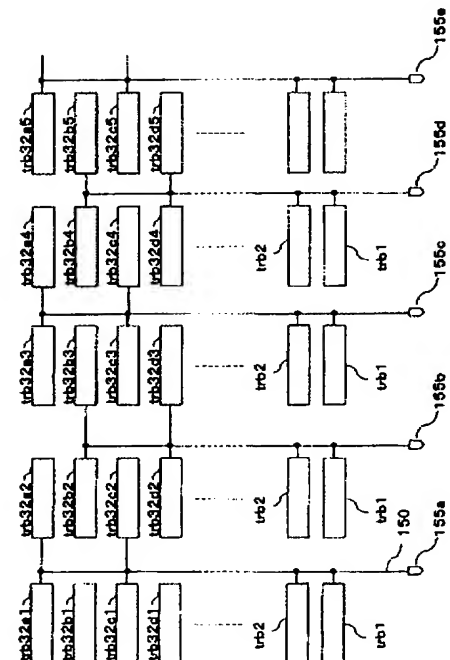 trb32a5
trb32b5
trb32c5
trb32d5
155e
trb32a4
trb32b4
trb32c4
trb32d4
trb2
trb1
155d
trb32a3
trb32b3
trb32c3
trb32d3
trb2
trb1
155c
trb32a2
trb32b2
trb32c2
trb32d2
trb2
trb1
155b
trb32a1
trb32b1
trb32c1
trb32d1
trb2
trb1
150
155a